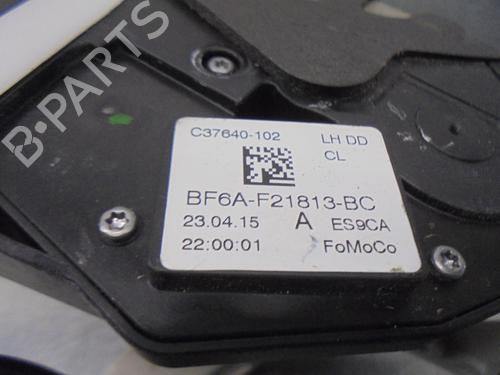 B-PARTS
C37640-102 LH DD
CL
BF6A-F21813-BC
23.04.15 A ES9CA
22:00:01 FoMoCo